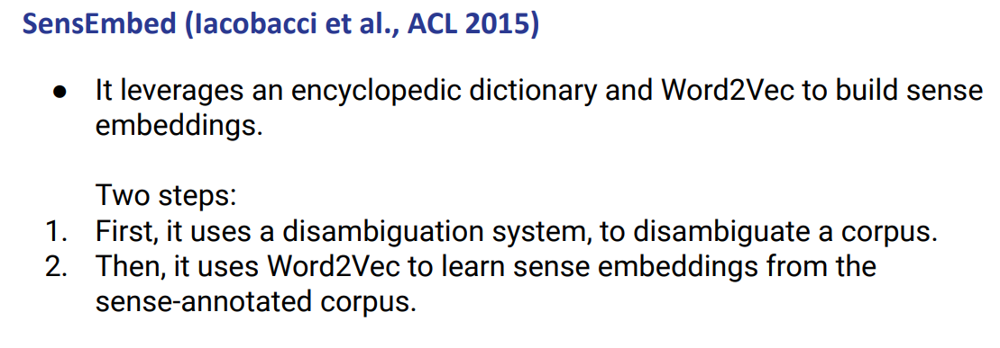 SensEmbed (Iacobacci et al., ACL 2015)
● It leverages an encyclopedic dictionary and Word2Vec to build sense
embeddings.
Two steps:
1. First, it uses a disambiguation system, to disambiguate a corpus.
2. Then, it uses Word2Vec to learn sense embeddings from the
sense-annotated corpus.